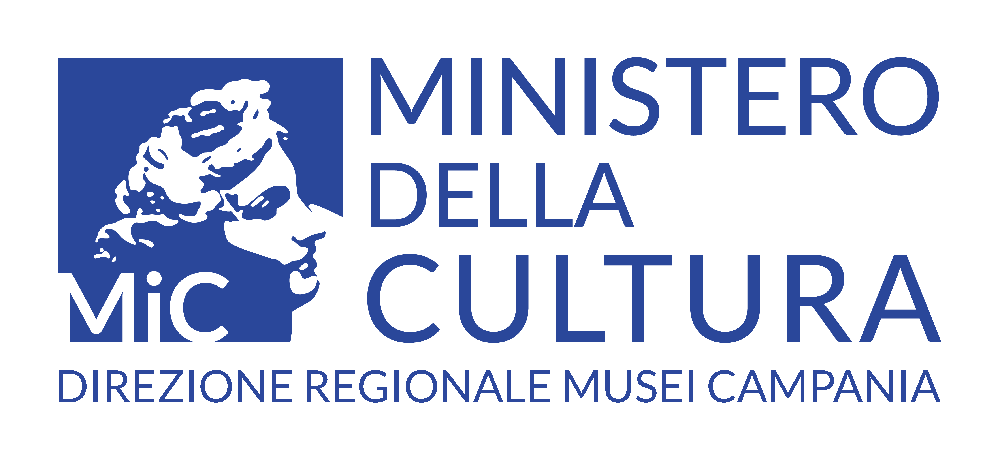 MINISTERO
DELLA
CULTURA
MiC
DIREZIONE REGIONALE MUSEI CAMPANIA